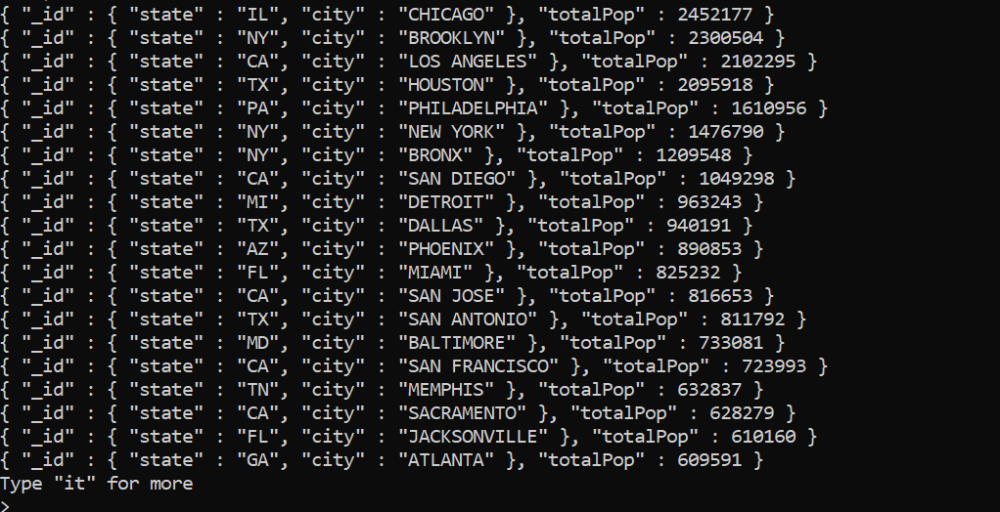 { "_id" : { "state" : "IL", "city" : "CHICAGO" }, "totalPop" : 2452177 }
{ "_id" : { "state" : "NY", "city" : "BROOKLYN" }, "totalPop" : 2300504 }
{ "_id" : { "state" : "CA", "city" : "LOS ANGELES" }, "totalPop" : 2102295 }
{ "_id" : { "state" : "TX", "city" : "HOUSTON" }, "totalPop" : 2095918 }
{ "_id" : { "state" : "PA", "city" : "PHILADELPHIA" }, "totalPop" : 1610956 }
{ "_id" : { "state" : "NY", "city" : "NEW YORK" }, "totalPop" : 1476790 }
{ "_id" : { "state" : "NY", "city" : "BRONX" }, "totalPop" : 1209548 }
{ "_id" : { "state" : "CA", "city" : "SAN DIEGO" }, "totalPop" : 1049298 }
{ "_id" : { "state" : "MI", "city" : "DETROIT" }, "totalPop" : 963243 }
{ "_id" : { "state" : "TX", "city" : "DALLAS" }, "totalPop" : 940191 }
{ "_id" : { "state" : "AZ", "city" : "PHOENIX" }, "totalPop" : 890853 }
{ "_id" : { "state" : "FL", "city" : "MIAMI" }, "totalPop" : 825232 }
{ "_id" : { "state" : "CA", "city" : "SAN JOSE" }, "totalPop" : 816653 }
{ "_id" : { "state" : "TX", "city" : "SAN ANTONIO" }, "totalPop" : 811792 }
{ "_id" : { "state" : "MD", "city" : "BALTIMORE" }, "totalPop" : 733081 }
{ "_id" : { "state" : "CA", "city" : "SAN FRANCISCO" }, "totalPop" : 723993 }
{ "_id" : { "state" : "TN", "city" : "MEMPHIS" }, "totalPop" : 632837 }
{ "_id" : { "state" : "CA", "city" : "SACRAMENTO" }, "totalPop" : 628279 }
{ "_id" : { "state" : "FL", "city" : "JACKSONVILLE" }, "totalPop" : 610160 }
{ "_id" : { "state" : "GA", "city" : "ATLANTA" }, "totalPop" : 609591 }
Type "it" for more
>